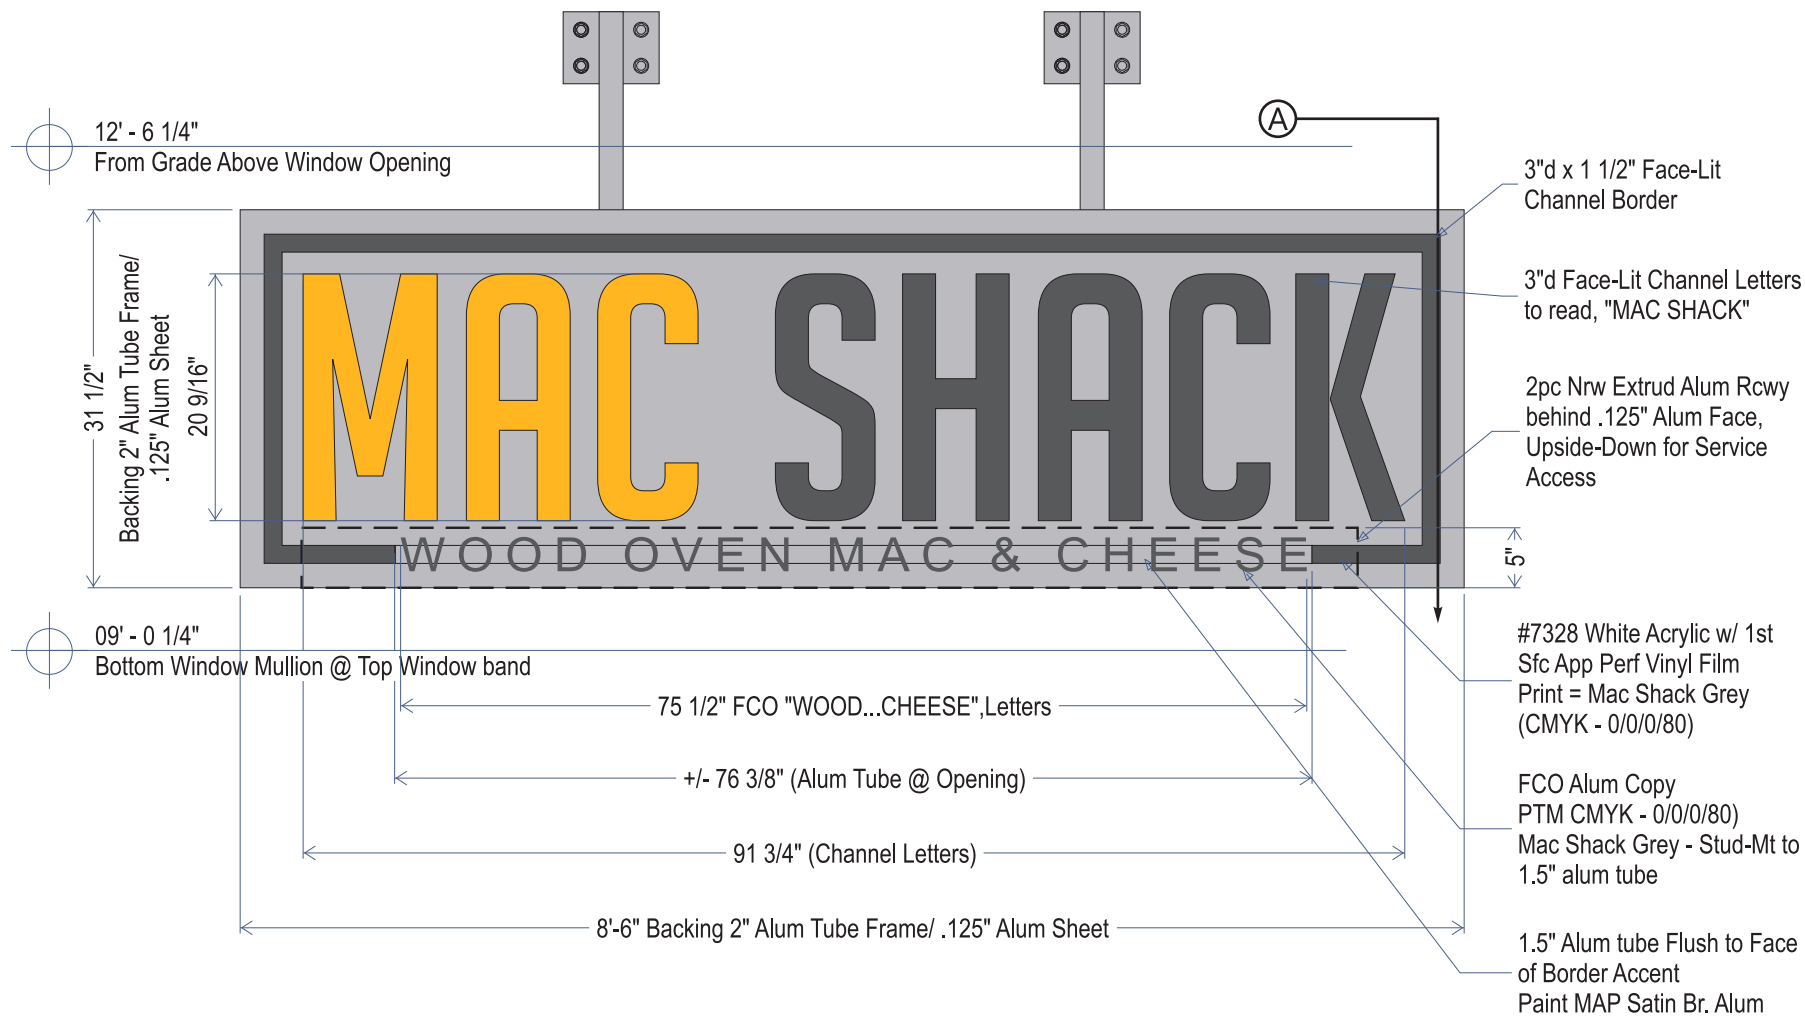 12' - 6 1/4"
From Grade Above Window Opening
A
3"d x 1 1/2" Face-Lit
Channel Border
31 1/2"
Backing 2" Alum Tube Frame/
.125" Alum Sheet
20 9/16"
MAC SHACK
3"d Face-Lit Channel Letters
to read, "MAC SHACK"
2pc Nrw Extrud Alum Rcwy
behind .125" Alum Face,
Upside-Down for Service
Access
WOOD OVEN MAC & CHEESE
5"
09' - 0 1/4"
Bottom Window Mullion @ Top Window band
#7328 White Acrylic w/ 1st
Sfc App Perf Vinyl Film
Print = Mac Shack Grey
(CMYK - 0/0/0/80)
75 1/2" FCO "WOOD...CHEESE",Letters
+/- 76 3/8" (Alum Tube @ Opening)
FCO Alum Copy
PTM CMYK - 0/0/0/80)
Mac Shack Grey - Stud-Mt to
1.5" alum tube
91 3/4" (Channel Letters)
8'-6" Backing 2" Alum Tube Frame/ .125" Alum Sheet
1.5" Alum tube Flush to Face
of Border Accent
Paint MAP Satin Br. Alum